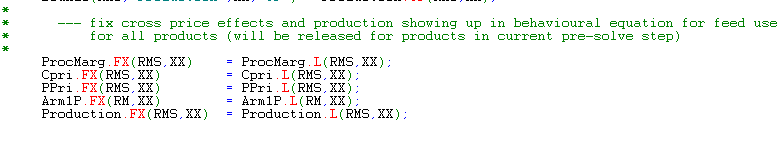 *
*     --- fix cross price effects and production showing up in behavioural equation for feed use
*         for all products (will be released for products in current pre-solve step)
*
ProcMarg.FX(RMS,XX)    = ProcMarg.L(RMS,XX);
Cpri.FX(RMS,XX)        = Cpri.L(RMS,XX);
PPri.FX(RMS,XX)        = PPri.L(RMS,XX);
Arm1P.FX(RM,XX)        = Arm1P.L(RM,XX);
Production.FX(RMS,XX)  = Production.L(RMS,XX);